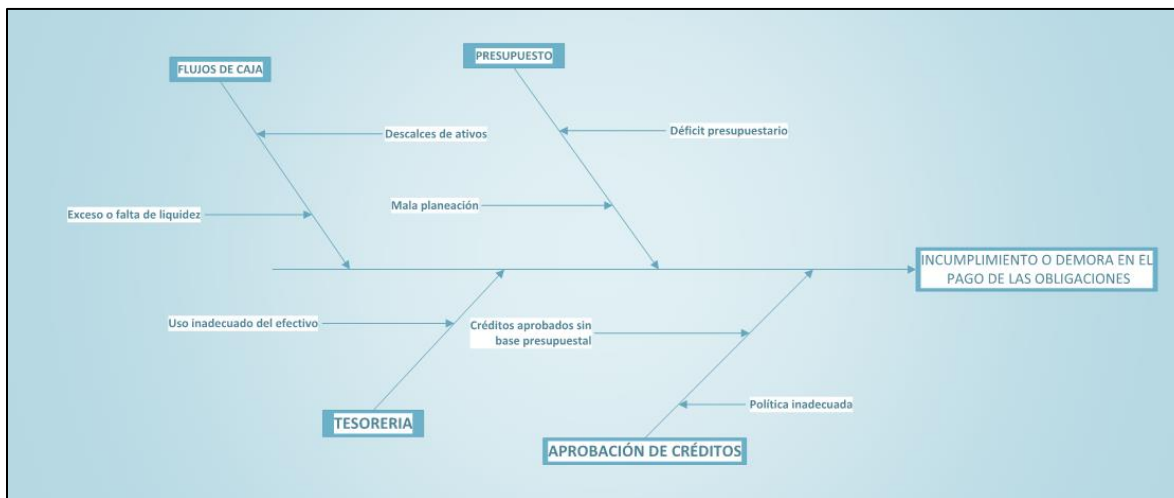 PRESUPUESTO
FLUJOS DE CAJA
Descalces de ativos
Déficit presupuestario
Mala planeación
Exceso o falta de liquidez
INCUMPLIMIENTO O DEMORA EN EL
PAGO DE LAS OBLIGACIONES
Uso inadecuado del efectivo
Créditos aprobados sin
base presupuestal
Política inadecuada
TESORERIA
APROBACIÓN DE CRÉDITOS